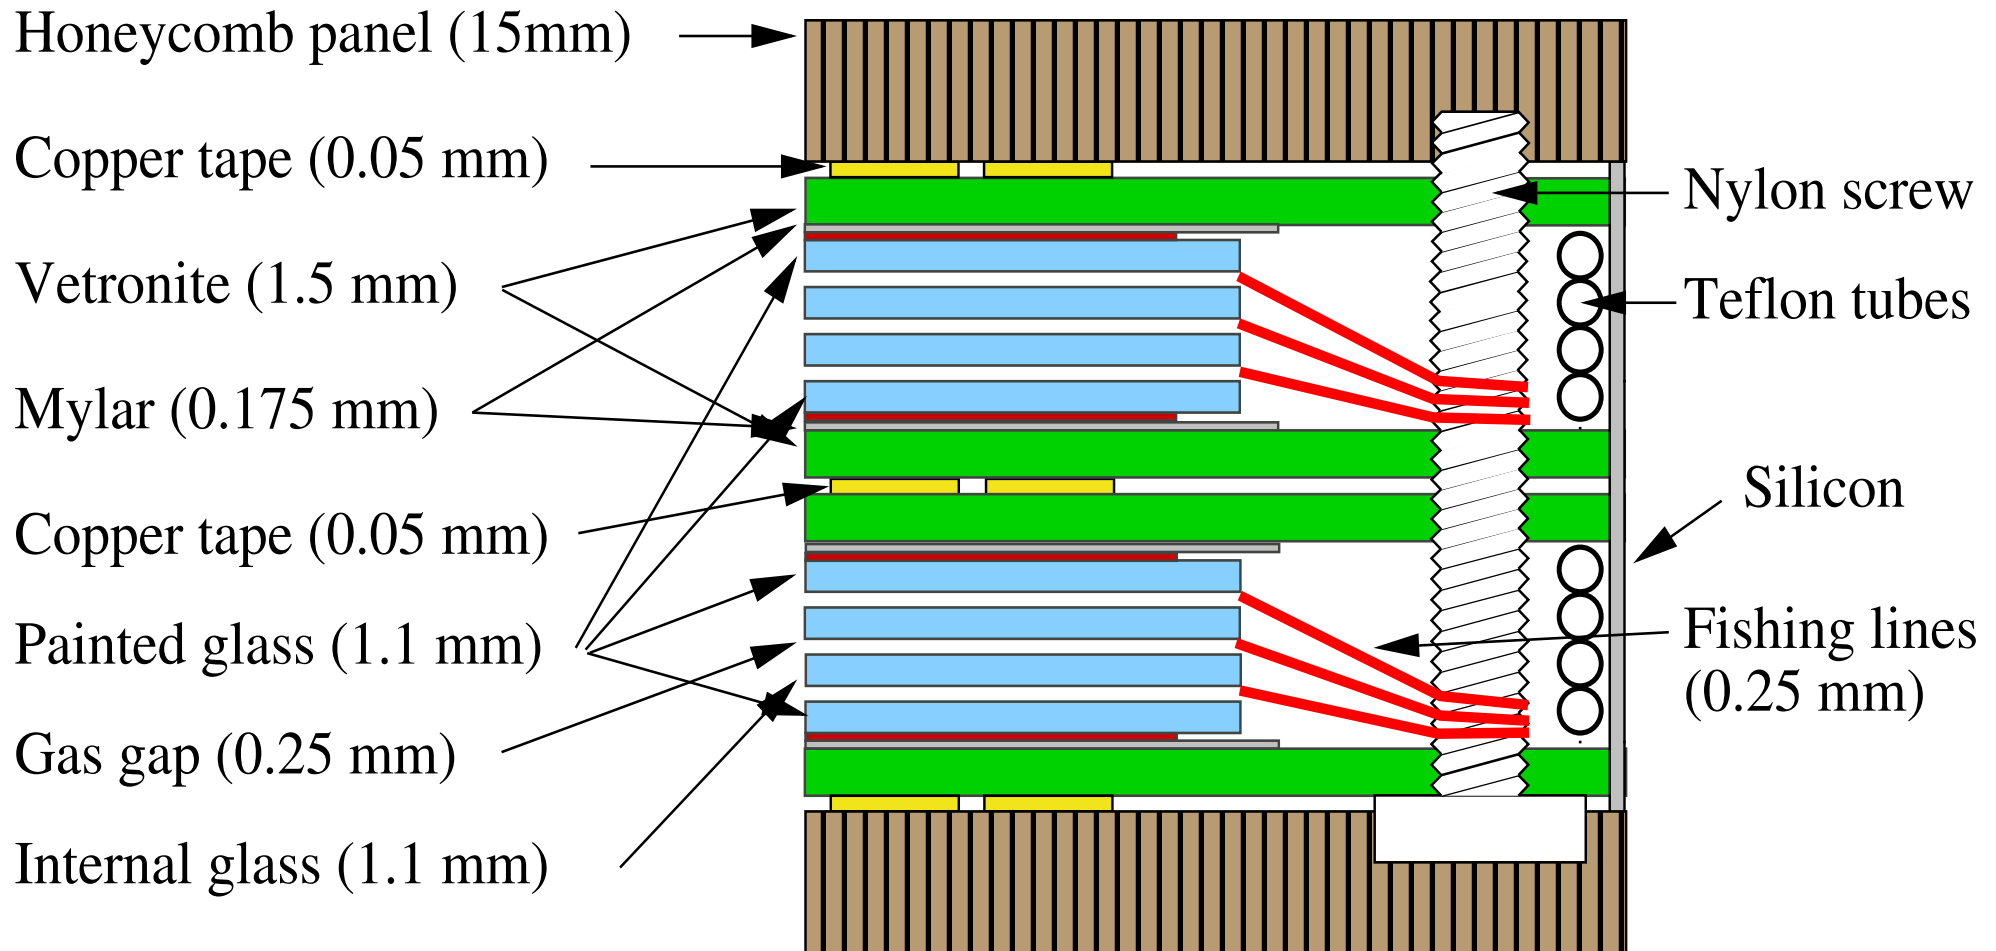 Honeycomb panel (15mm)
Copper tape (0.05 mm)
Vetronite (1.5 mm)
Mylar (0.175 mm)
Copper tape (0.05 mm)
Painted glass (1.1 mm)
Gas gap (0.25 mm)
Internal glass (1.1 mm)
Nylon screw
Teflon tubes
Silicon
Fishing lines
(0.25 mm)